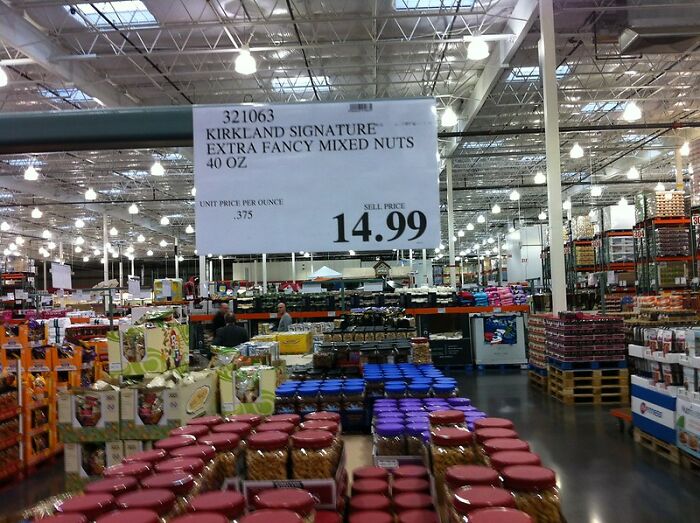 321063
KIRKLAND SIGNATURE
EXTRA FANCY MIXED NUTS
40 OZ
UNIT PRICE PER OUNCE
.375
SELL PRICE
14.99